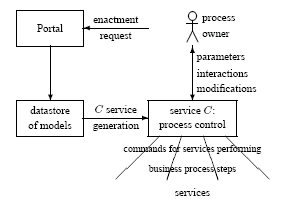 Portal
enactment
request
process
owner
parameters
interactions
modifications
datastore
of models
C service
generation
service C:
process control
commands for services performing
business process steps
services